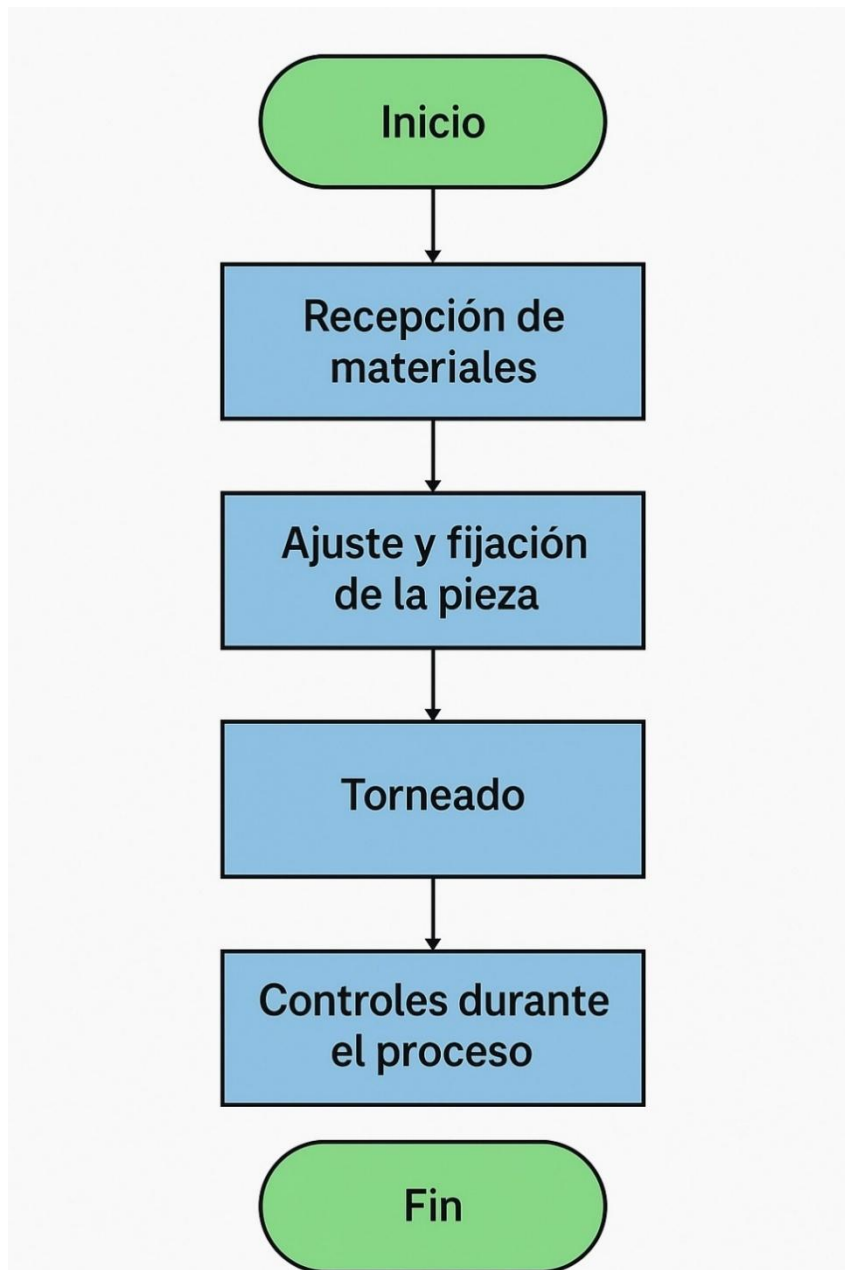 Inicio
Recepción de
materiales
Ajuste y fijación
de la pieza
Torneado
Controles durante
el proceso
Fin